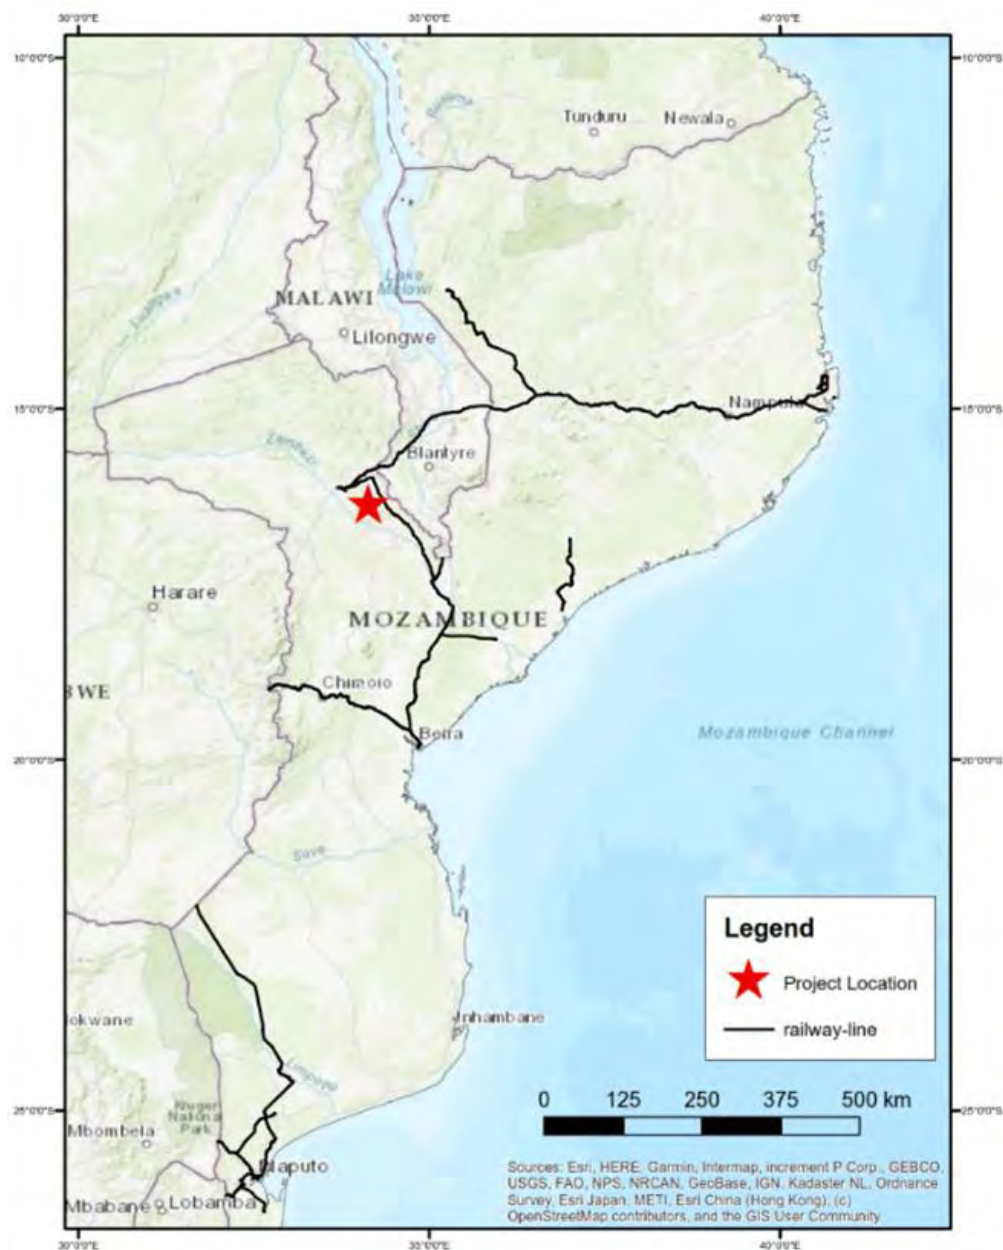 30°0'0"E 35°0'0"E 40°0'0"E
10°0'0"S 10°0'0"S
Tunduru Newala
Lake
Malawi
MALAWI
Lilongwe
15°0'0"S 15°0'0"S
Nampula
Blantyre
Zambezi
Harare
MOZAMBIQUE
BWE
Chimoio
Beira
Mozambique Channel
20°0'0"S 20°0'0"S
Save
Legend
Project Location
railway-line
okwane
Inhambane
Limpopo
0 125 250 375 500 km
25°0'0"S 25°0'0"S
Kruger
National
Park
Mbombela
Maputo
Mbabane
Lobamba
Sources: Esri, HERE, Garmin, Intermap, increment P Corp., GEBCO,
USGS, FAO, NPS, NRCAN, GeoBase, IGN, Kadaster NL, Ordnance
Survey, Esri Japan, METI, Esri China (Hong Kong), (c)
OpenStreetMap contributors, and the GIS User Community
30°0'0"E 35°0'0"E 40°0'0"E